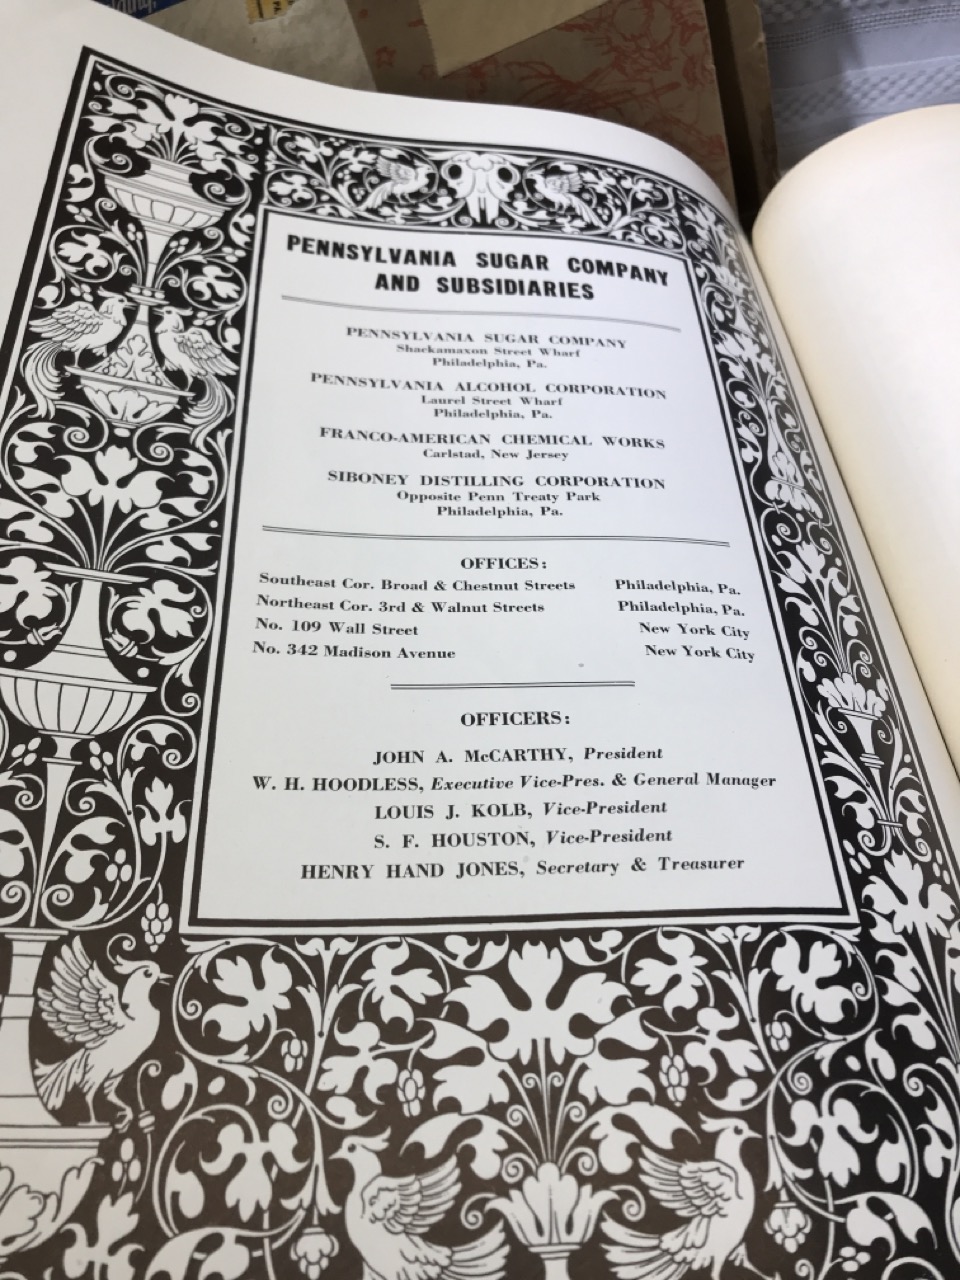 PENNSYLVANIA SUGAR COMPANY
AND SUBSIDIARIES
PENNSYLVANIA SUGAR COMPANY
Shackamaxon Street Wharf
Philadelphia, Pa.
PENNSYLVANIA ALCOHOL CORPORATION
Laurel Street Wharf
Philadelphia, Pa.
FRANCO-AMERICAN CHEMICAL WORKS
Carlstad, New Jersey
SIBONEY DISTILLING CORPORATION
Opposite Penn Treaty Park
Philadelphia, Pa.
OFFICES:
Southeast Cor. Broad & Chestnut Streets Philadelphia, Pa.
Northeast Cor. 3rd & Walnut Streets Philadelphia, Pa.
No. 109 Wall Street New York City
No. 342 Madison Avenue New York City
OFFICERS:
JOHN A. McCARTHY, President
W. H. HOODLESS, Executive Vice-Pres. & General Manager
LOUIS J. KOLB, Vice-President
S. F. HOUSTON, Vice-President
HENRY HAND JONES, Secretary & Treasurer